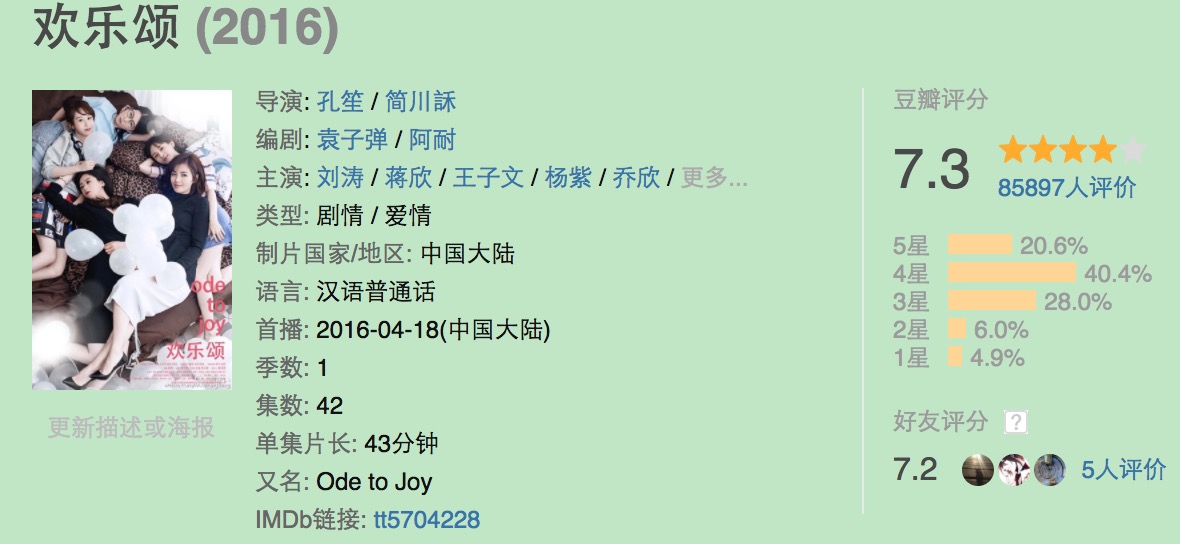 欢乐颂 (2016)
ode
to
joy
欢乐颂
更新描述或海报
导演: 孔笙 / 简川訸
编剧: 袁子弹 / 阿耐
主演: 刘涛 / 蒋欣 / 王子文 / 杨紫 / 乔欣 / 更多...
类型: 剧情 / 爱情
制片国家/地区: 中国大陆
语言: 汉语普通话
首播: 2016-04-18(中国大陆)
季数: 1
集数: 42
单集片长: 43分钟
又名: Ode to Joy
IMDb链接: tt5704228
豆瓣评分
7.3
85897人评价
5星 20.6%
4星 40.4%
3星 28.0%
2星 6.0%
1星 4.9%
好友评分 ?
7.2 5人评价